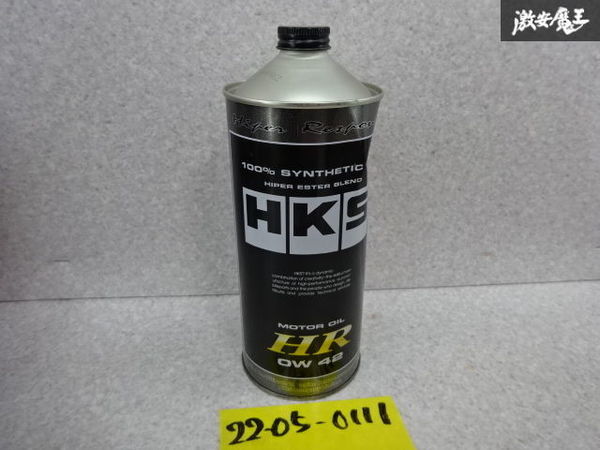 激安魔王
Hiper Respon
100% SYNTHETIC
HIPER ESTER BLEND
HKS
MOTOR OIL
HR
0W 42
22-05-0111